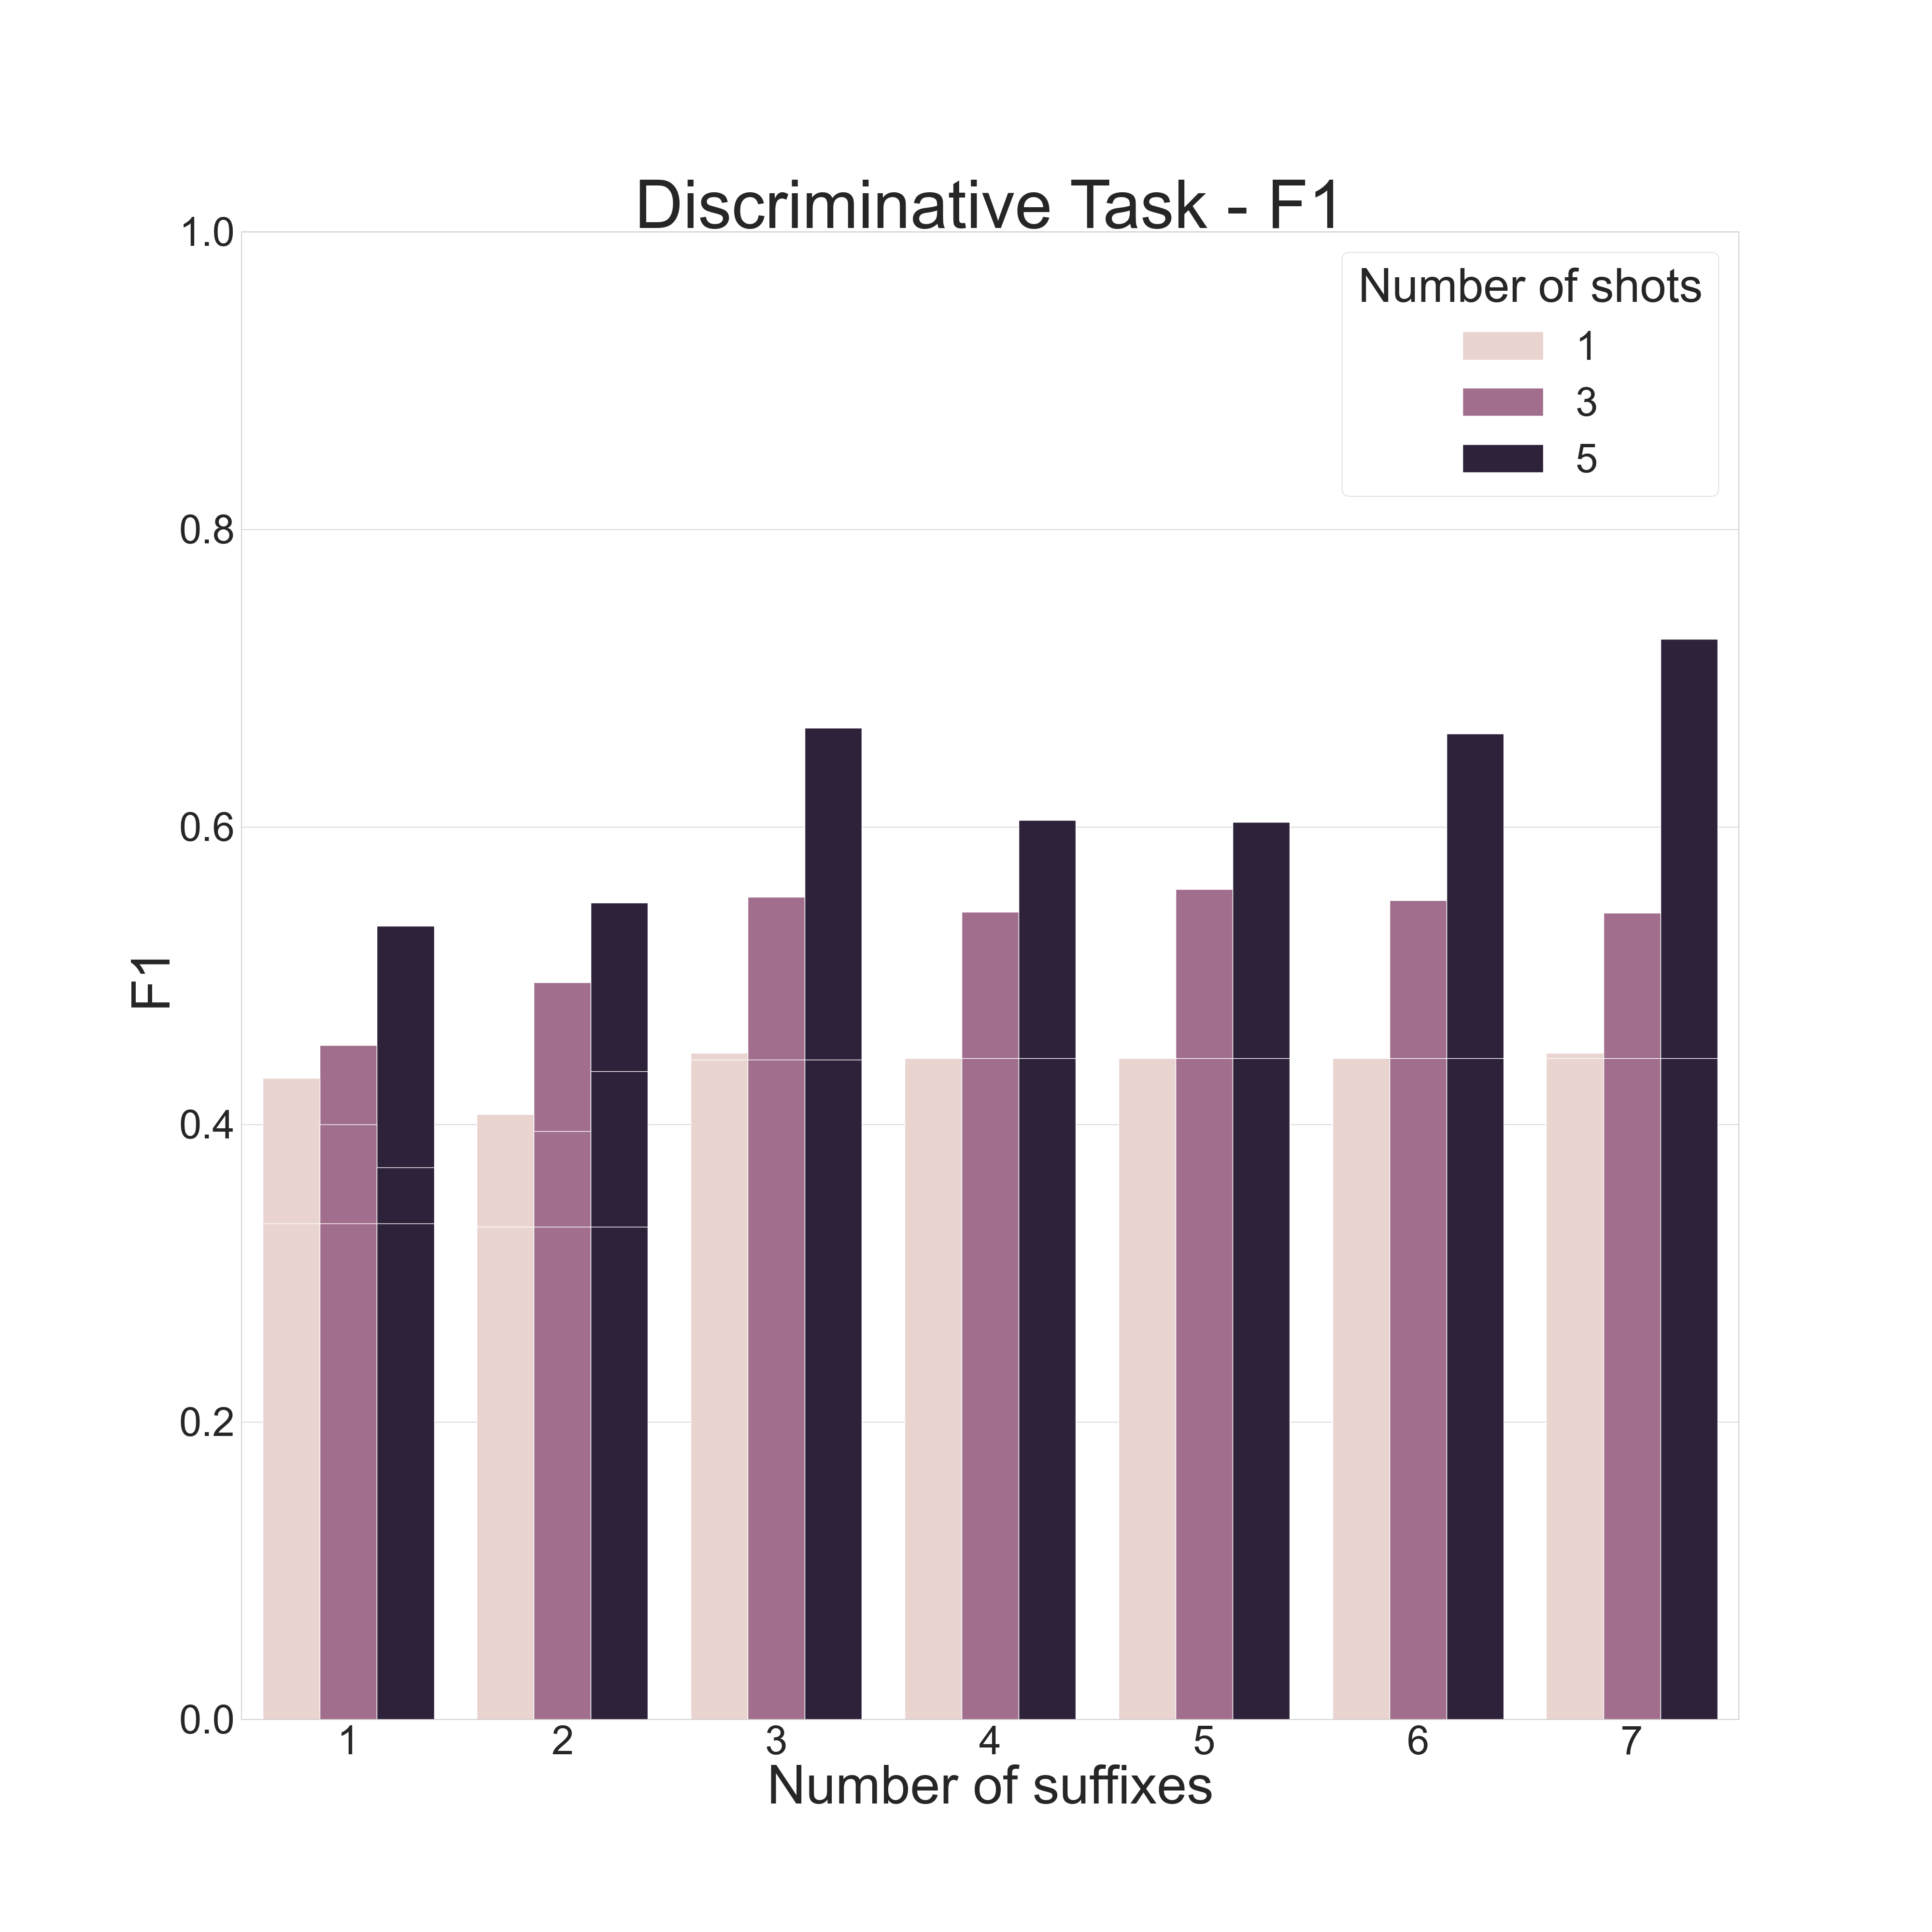 Discriminative Task - F1
1.0
0.8
0.6
0.4
0.2
0.0
F1
Number of shots
1
3
5
1 2 3 4 5 6 7
Number of suffixes